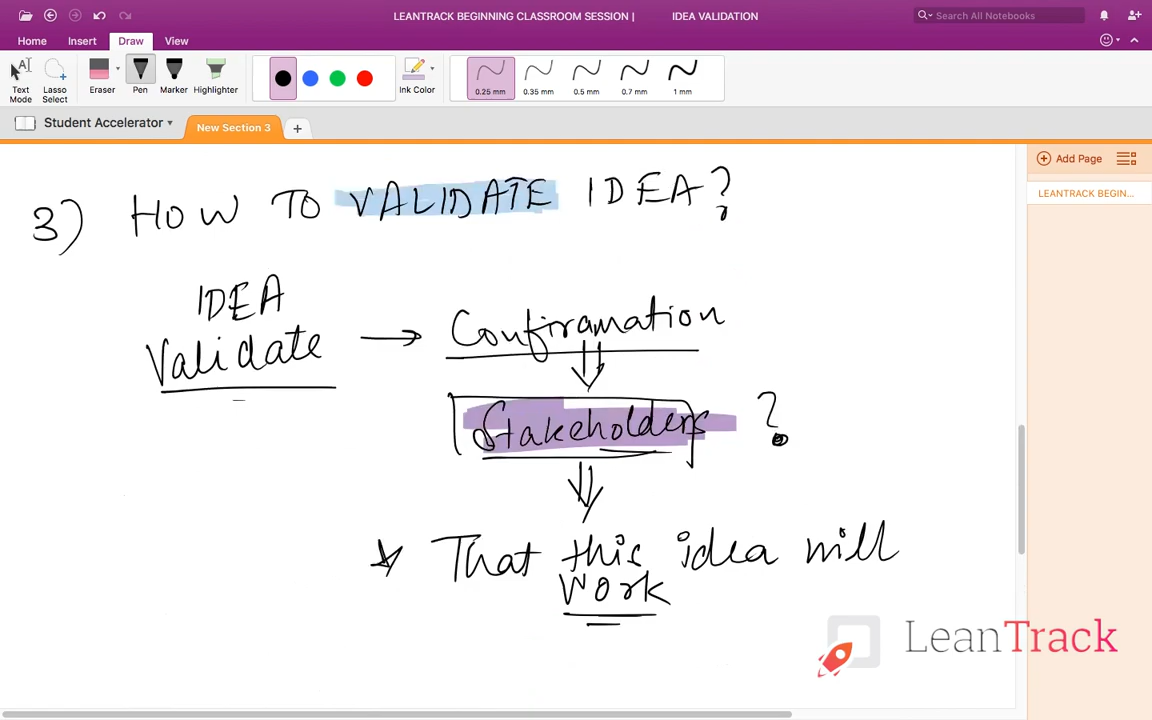 LEANTRACK BEGINNING CLASSROOM SESSION | IDEA VALIDATION
Search All Notebooks
Home Insert Draw View
Text Mode
Lasso Select
Eraser
Pen
Marker
Highlighter
Ink Color
0.25 mm 0.35 mm 0.5 mm 0.7 mm 1 mm
Student Accelerator
New Section 3
+
Add Page
LEANTRACK BEGIN...
3) HOW TO VALIDATE IDEA?
IDEA
Validate → Confiramation
Stakeholders ?
* That this idea will
Work
LeanTrack